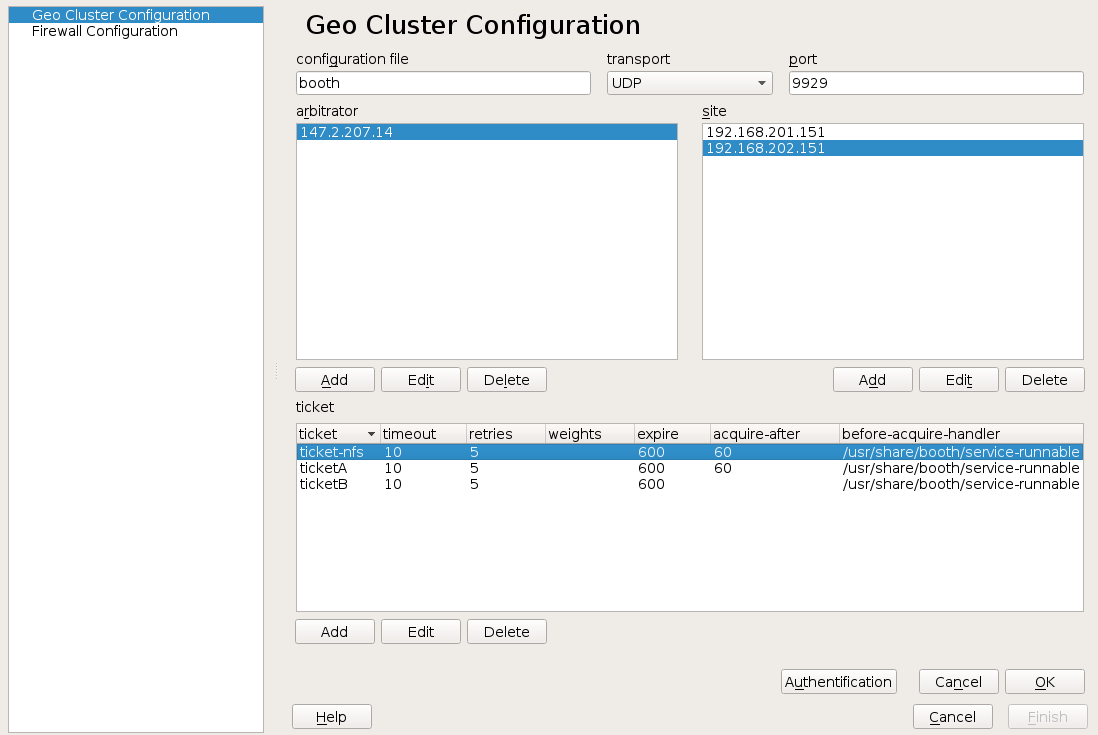 Geo Cluster Configuration
Firewall Configuration
Geo Cluster Configuration
configuration file transport port
booth UDP 9929
arbitrator site
147.2.207.14 192.168.201.151
192.168.202.151
Add Edit Delete Add Edit Delete
ticket
ticket timeout retries weights expire acquire-after before-acquire-handler
ticket-nfs 10 5 600 60 /usr/share/booth/service-runnable
ticketA 10 5 600 60 /usr/share/booth/service-runnable
ticketB 10 5 600 /usr/share/booth/service-runnable
Add Edit Delete
Authentification Cancel OK
Help Cancel Finish